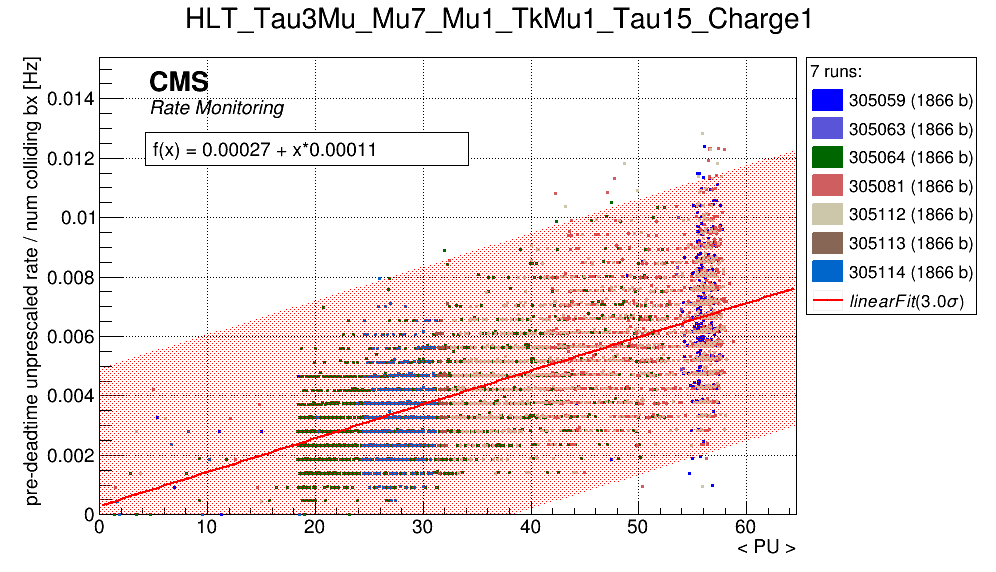 HLT_Tau3Mu_Mu7_Mu1_TkMu1_Tau15_Charge1
pre-deadtime unprescaled rate / num colliding bx [Hz]
CMS
Rate Monitoring
f(x) = 0.00027 + x*0.00011
0.014
0.012
0.01
0.008
0.006
0.004
0.002
0
0 10 20 30 40 50 60
< PU >
7 runs:
305059 (1866 b)
305063 (1866 b)
305064 (1866 b)
305081 (1866 b)
305112 (1866 b)
305113 (1866 b)
305114 (1866 b)
linearFit(3.0σ)